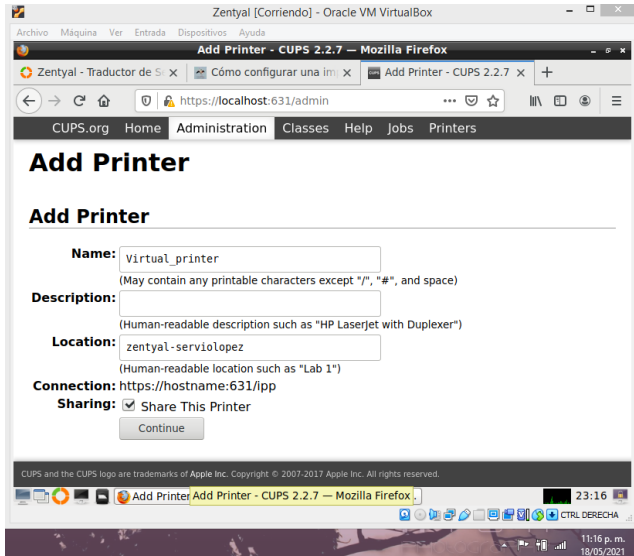 Zentyal [Corriendo] - Oracle VM VirtualBox
Archivo Máquina Ver Entrada Dispositivos Ayuda
Add Printer - CUPS 2.2.7 — Mozilla Firefox
Zentyal - Traductor de S Cómo configurar una im Add Printer - CUPS 2.2.7
https://localhost:631/admin
CUPS.org Home Administration Classes Help Jobs Printers
Add Printer
Add Printer
Name: Virtual_printer
(May contain any printable characters except "/", "#", and space)
Description:
(Human-readable description such as "HP LaserJet with Duplexer")
Location: zentyal-serviolopez
(Human-readable location such as "Lab 1")
Connection: https://hostname:631/ipp
Sharing: Share This Printer
Continue
CUPS and the CUPS logo are trademarks of Apple Inc. Copyright © 2007-2017 Apple Inc. All rights reserved.
Add Printer Add Printer - CUPS 2.2.7 — Mozilla Firefox 23:16
CTRL DERECHA
11:16 p. m.
18/05/2021